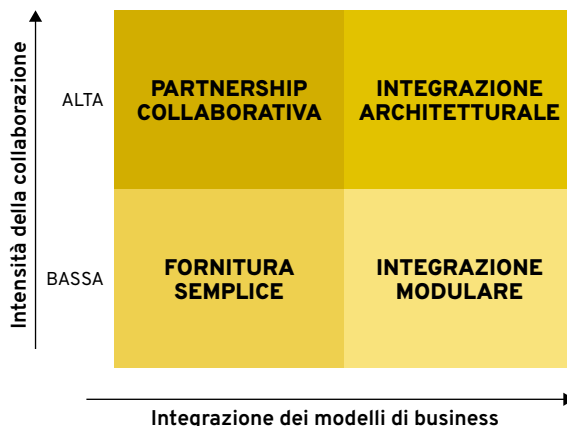 Intensità della collaborazione
ALTA
PARTNERSHIP
COLLABORATIVA
INTEGRAZIONE
ARCHITETTURALE
BASSA
FORNITURA
SEMPLICE
INTEGRAZIONE
MODULARE
Integrazione dei modelli di business